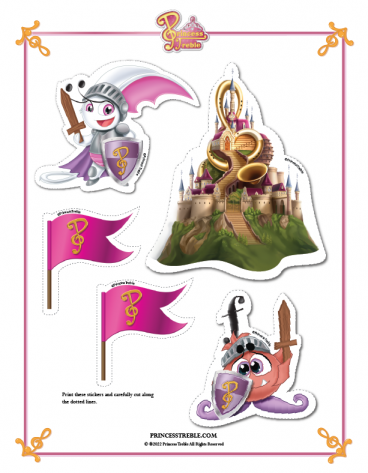 Princess
Treble
Print these stickers and carefully cut along
the dotted lines.
PRINCESSTREBLE.COM
© ®2022 PrincessTreble All Rights Reserved